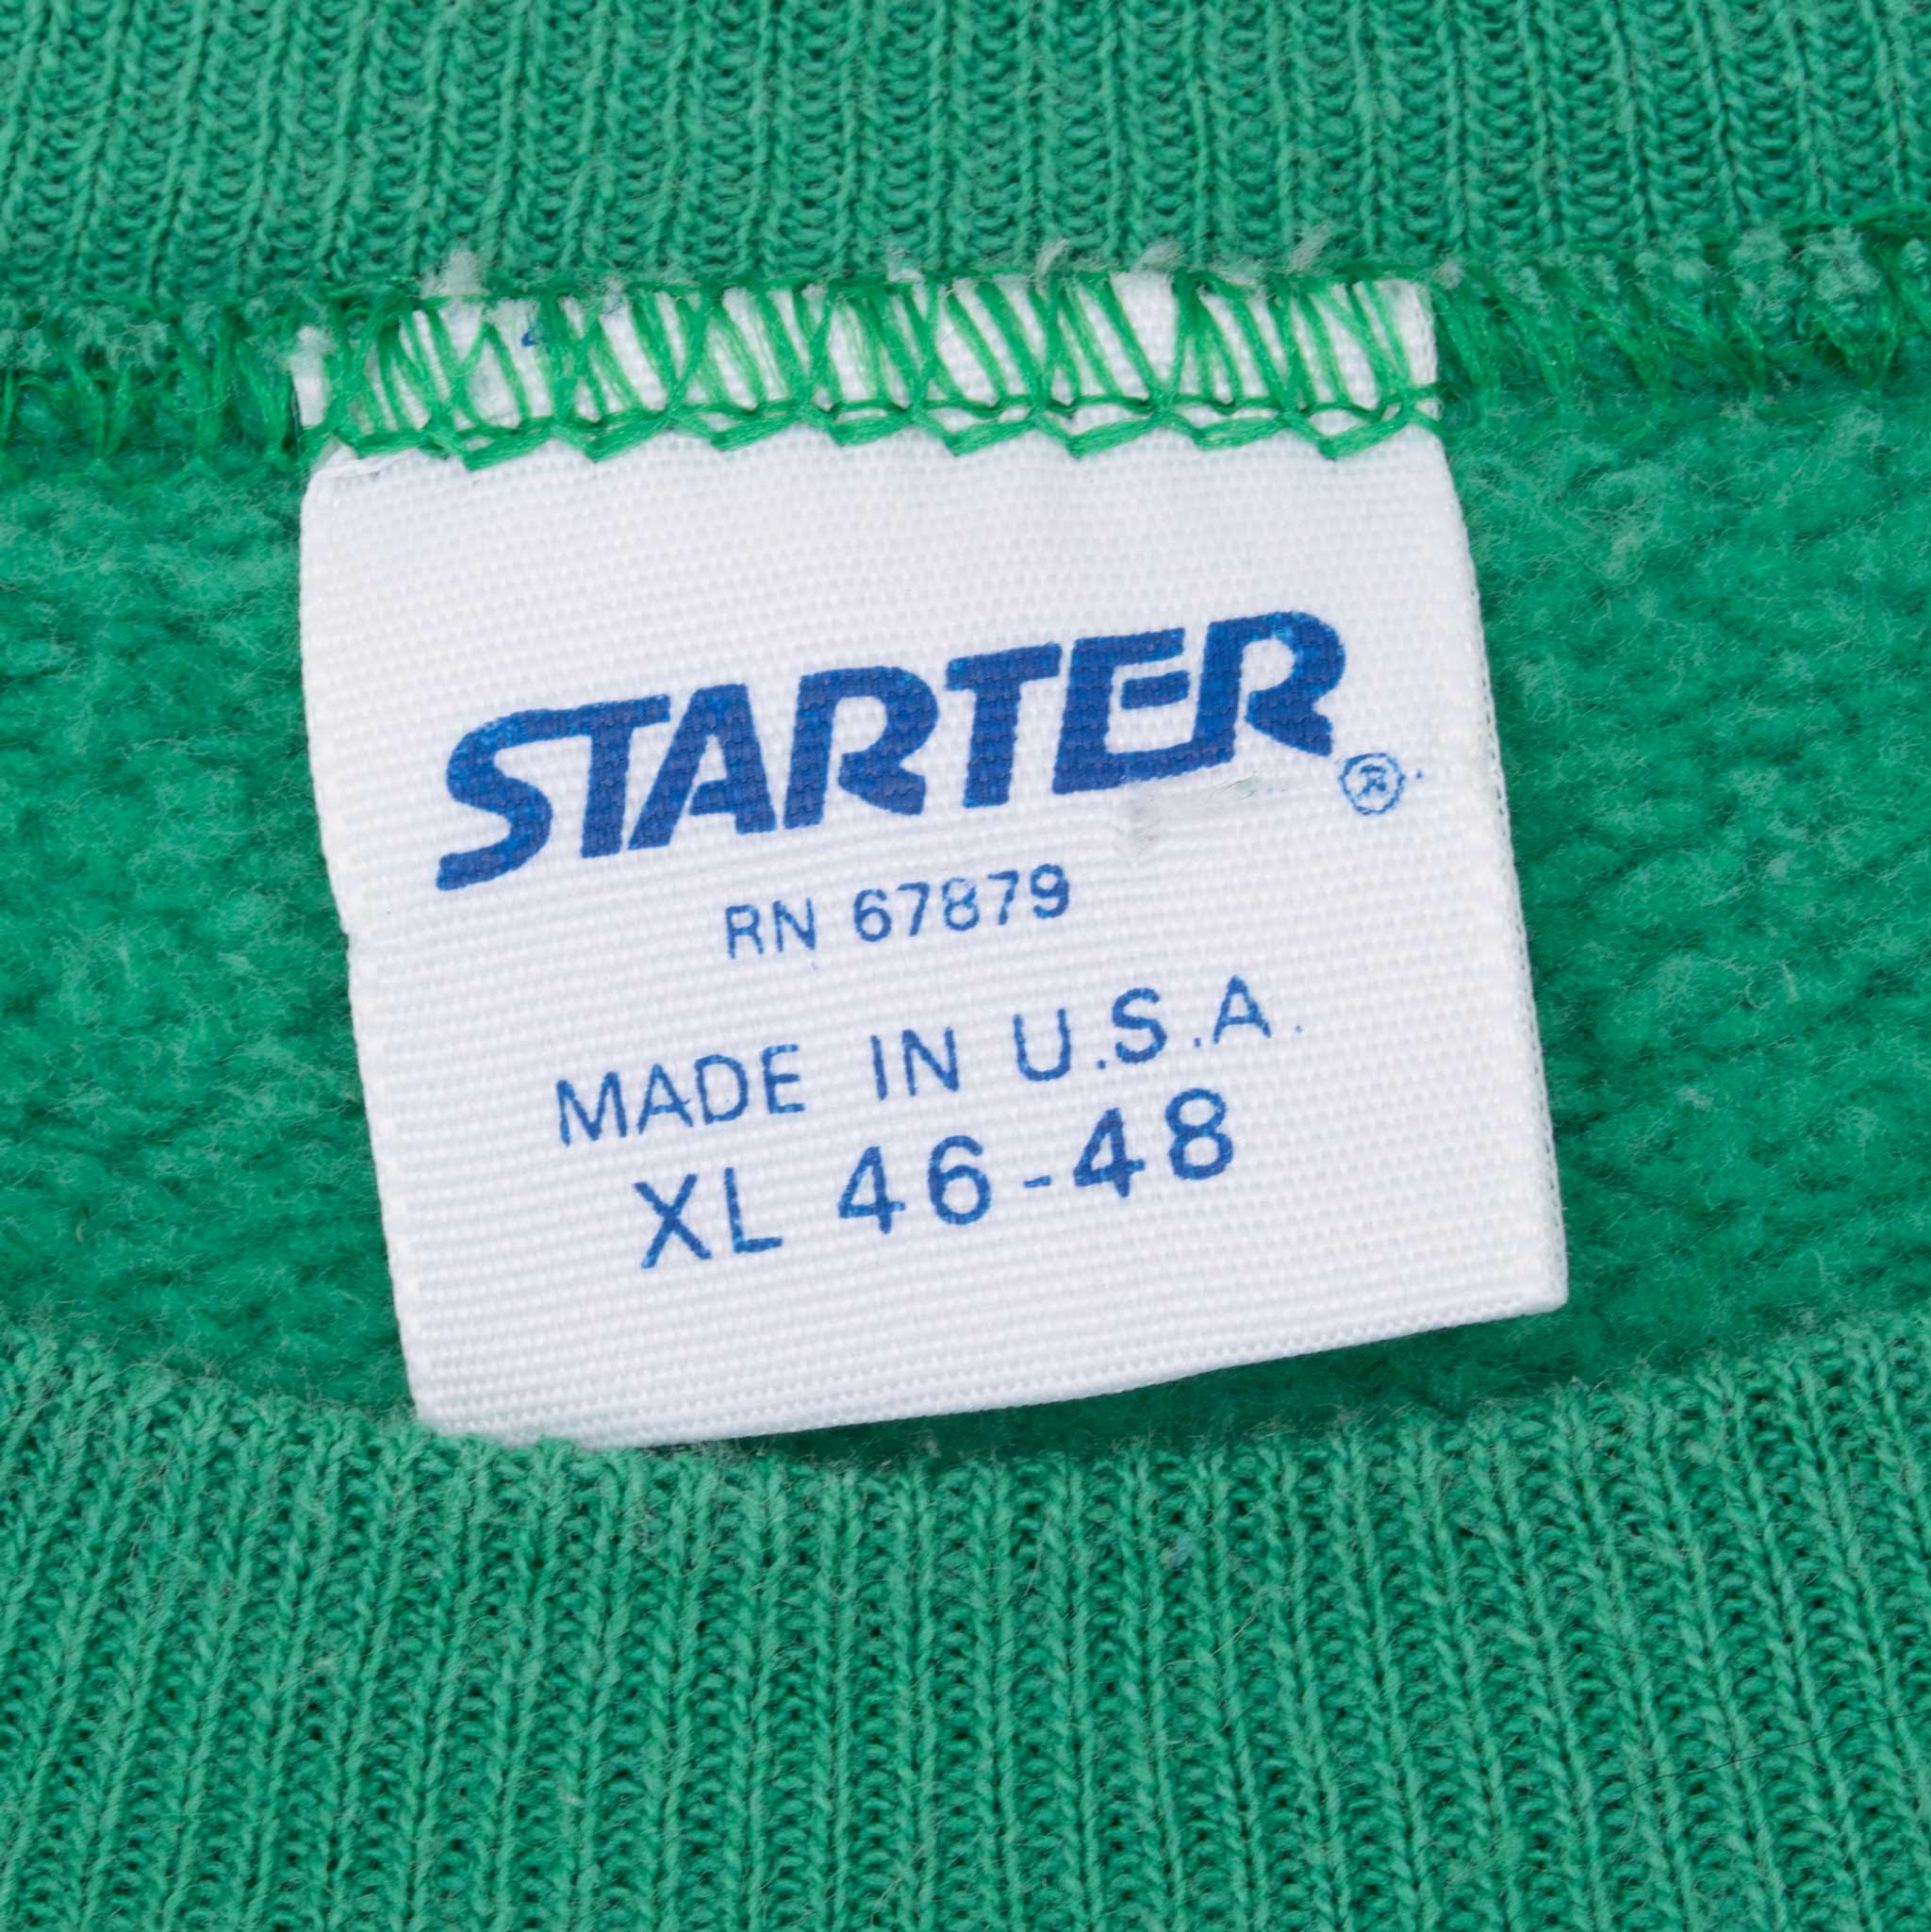 STARTER®
RN 67879
MADE IN U.S.A.
XL 46-48